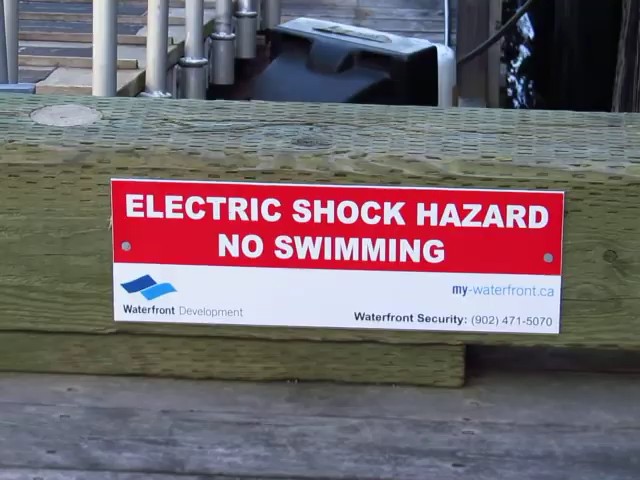 ELECTRIC SHOCK HAZARD
NO SWIMMING
my-waterfront.ca
Waterfront Development
Waterfront Security: (902) 471-5070